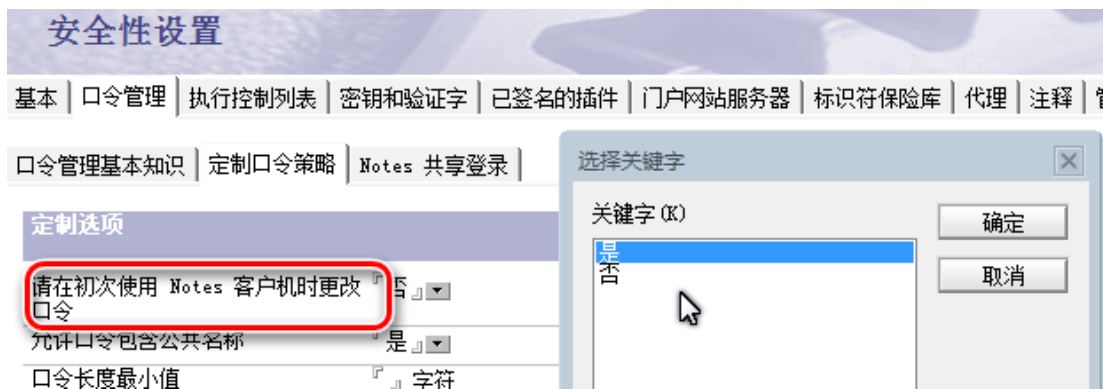 安全性设置
基本 | 口令管理 | 执行控制列表 | 密钥和验证字 | 已签名的插件 | 门户网站服务器 | 标识符保险库 | 代理 | 注释 |
口令管理基本知识 | 定制口令策略 | Notes 共享登录 |
定制选项
请在初次使用 Notes 客户机时更改口令 『否』
允许口令包含公共名称 『是』
口令长度最小值 『 』字符
选择关键字
关键字(K)
是
否
确定
取消